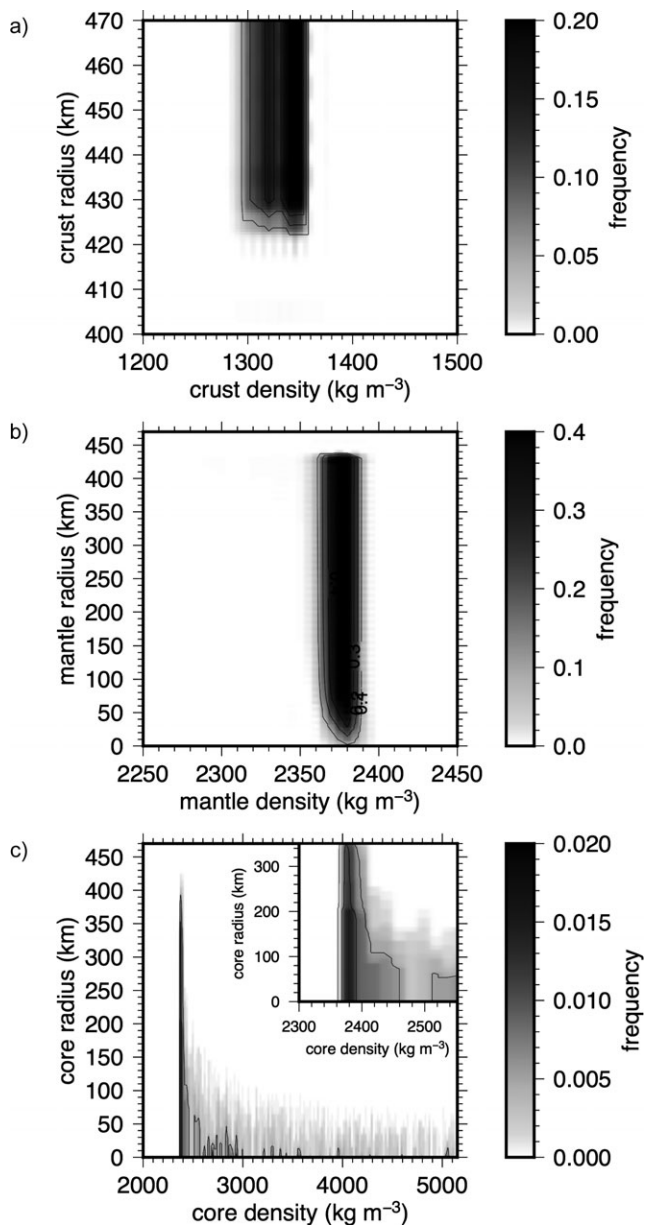 a)
470
460
450
440
430
420
410
400
crust radius (km)
1200 1300 1400 1500
crust density (kg m⁻³)
0.20
0.15
0.10
0.05
0.00
frequency
b)
450
400
350
300
250
200
150
100
50
0
mantle radius (km)
0.3
0.4
2250 2300 2350 2400 2450
mantle density (kg m⁻³)
0.4
0.3
0.2
0.1
0.0
frequency
c)
450
400
350
300
250
200
150
100
50
0
core radius (km)
300
200
100
0
core radius (km)
2300 2400 2500
core density (kg m⁻³)
2000 3000 4000 5000
core density (kg m⁻³)
0.020
0.015
0.010
0.005
0.000
frequency